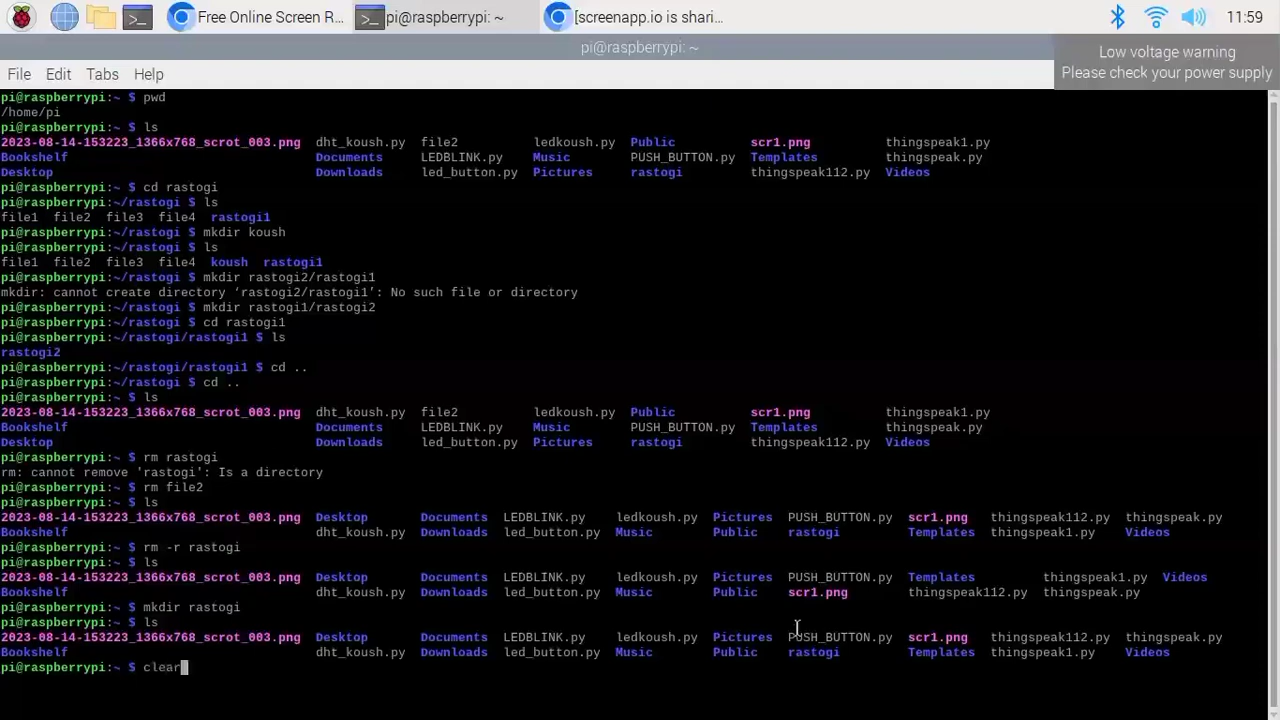 Free Online Screen R... pi@raspberrypi: ~ [screenapp.io is shari... 11:59
pi@raspberrypi: ~
Low voltage warning
Please check your power supply
File Edit Tabs Help
pi@raspberrypi:~ $ pwd
/home/pi
pi@raspberrypi:~ $ ls
2023-08-14-153223_1366x768_scrot_003.png dht_koush.py file2 ledkoush.py Public scr1.png thingspeak1.py
Bookshelf Documents LEDBLINK.py Music PUSH_BUTTON.py Templates thingspeak.py
Desktop Downloads led_button.py Pictures rastogi thingspeak112.py Videos
pi@raspberrypi:~ $ cd rastogi
pi@raspberrypi:~/rastogi $ ls
file1 file2 file3 file4 rastogi1
pi@raspberrypi:~/rastogi $ mkdir koush
pi@raspberrypi:~/rastogi $ ls
file1 file2 file3 file4 koush rastogi1
pi@raspberrypi:~/rastogi $ mkdir rastogi2/rastogi1
mkdir: cannot create directory ‘rastogi2/rastogi1’: No such file or directory
pi@raspberrypi:~/rastogi $ mkdir rastogi1/rastogi2
pi@raspberrypi:~/rastogi $ cd rastogi1
pi@raspberrypi:~/rastogi/rastogi1 $ ls
rastogi2
pi@raspberrypi:~/rastogi/rastogi1 $ cd ..
pi@raspberrypi:~/rastogi $ cd ..
pi@raspberrypi:~ $ ls
2023-08-14-153223_1366x768_scrot_003.png dht_koush.py file2 ledkoush.py Public scr1.png thingspeak1.py
Bookshelf Documents LEDBLINK.py Music PUSH_BUTTON.py Templates thingspeak.py
Desktop Downloads led_button.py Pictures rastogi thingspeak112.py Videos
pi@raspberrypi:~ $ rm rastogi
rm: cannot remove 'rastogi': Is a directory
pi@raspberrypi:~ $ rm file2
pi@raspberrypi:~ $ ls
2023-08-14-153223_1366x768_scrot_003.png Desktop Documents LEDBLINK.py ledkoush.py Pictures PUSH_BUTTON.py scr1.png thingspeak112.py thingspeak.py
Bookshelf dht_koush.py Downloads led_button.py Music Public rastogi Templates thingspeak1.py Videos
pi@raspberrypi:~ $ rm -r rastogi
pi@raspberrypi:~ $ ls
2023-08-14-153223_1366x768_scrot_003.png Desktop Documents LEDBLINK.py ledkoush.py Pictures PUSH_BUTTON.py Templates thingspeak1.py Videos
Bookshelf dht_koush.py Downloads led_button.py Music Public scr1.png thingspeak112.py thingspeak.py
pi@raspberrypi:~ $ mkdir rastogi
pi@raspberrypi:~ $ ls
2023-08-14-153223_1366x768_scrot_003.png Desktop Documents LEDBLINK.py ledkoush.py Pictures PUSH_BUTTON.py scr1.png thingspeak112.py thingspeak.py
Bookshelf dht_koush.py Downloads led_button.py Music Public rastogi Templates thingspeak1.py Videos
pi@raspberrypi:~ $ clear